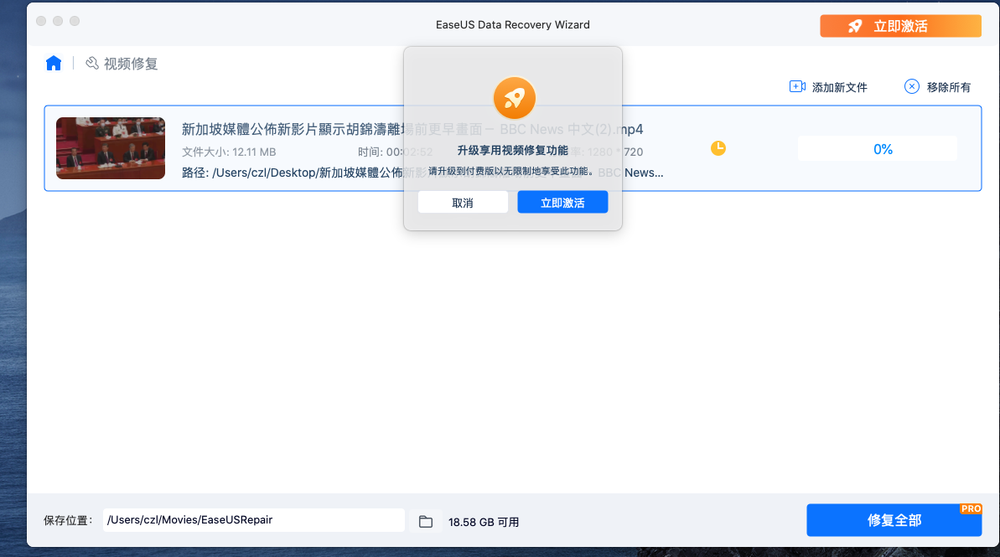 EaseUS Data Recovery Wizard
立即激活
视频修复
添加新文件
移除所有
新加坡媒體公佈新影片顯示胡錦濤離場前更早畫面 — BBC News 中文(2).mp4
文件大小: 12.11 MB
时间: 00:02:52
率: 1280 * 720
路径: /Users/czl/Desktop/新加坡媒體公佈新影片
BBC News...
0%
升级享用视频修复功能
请升级到付费版以无限制地享受此功能。
取消
立即激活
保存位置:
/Users/czl/Movies/EaseUSRepair
18.58 GB 可用
修复全部
PRO